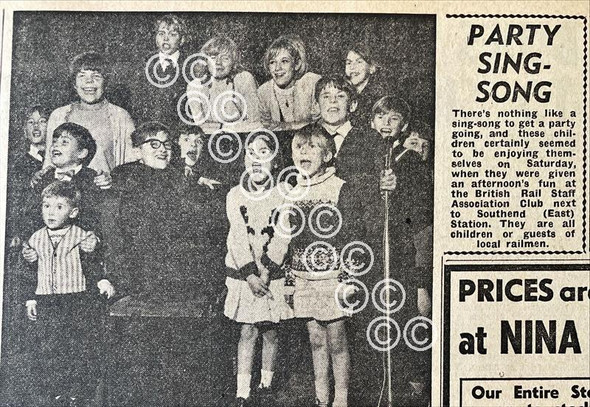 PARTY
SING-
SONG
There's nothing like a
sing-song to get a party
going, and these chil-
dren certainly seemed
to be enjoying them-
selves on Saturday,
when they were given
an afternoon's fun at
the British Rail Staff
Association Club next
to Southend (East)
Station. They are all
children or guests of
local railmen.
PRICES are
at NINA
Our Entire Sto